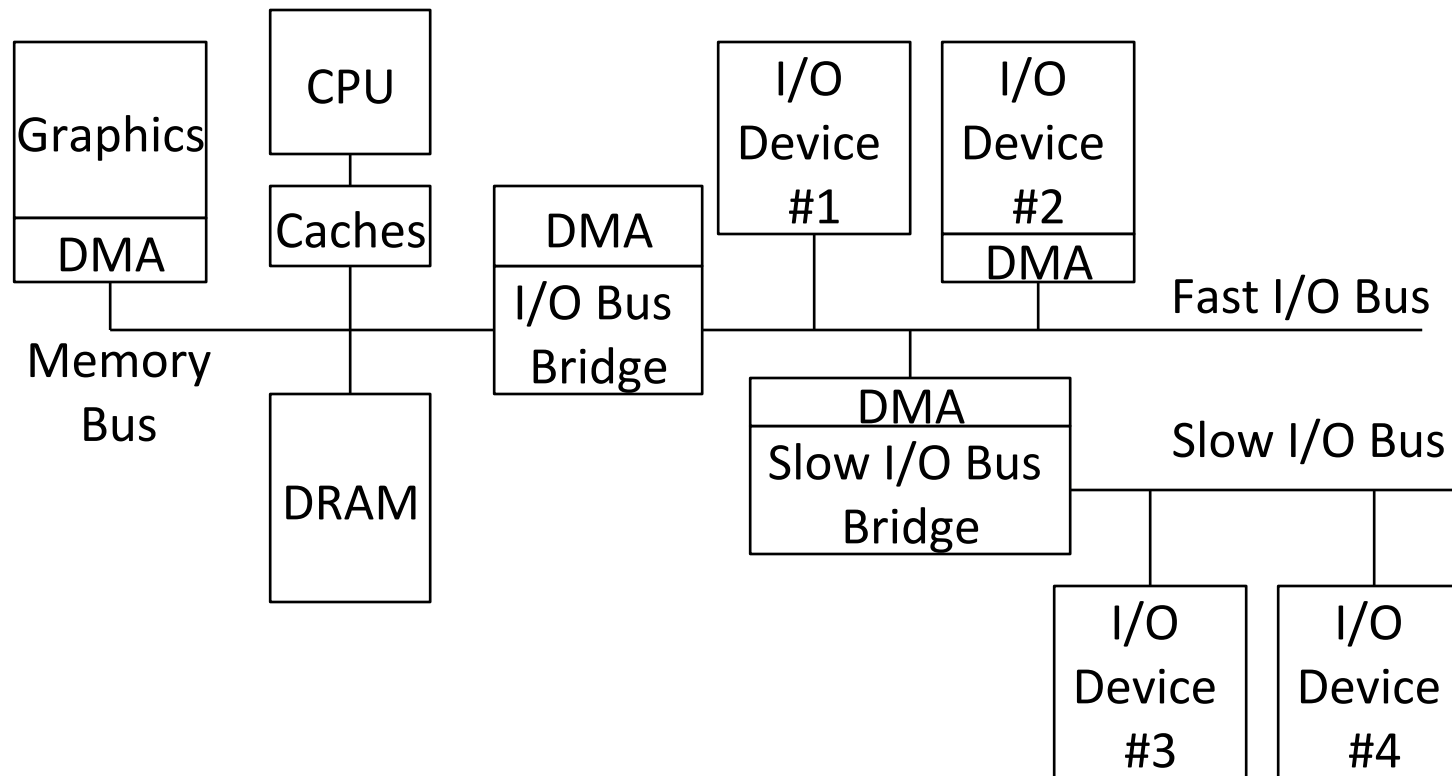 Graphics
DMA
Memory
Bus
CPU
Caches
DRAM
DMA
I/O Bus
Bridge
I/O
Device
#1
I/O
Device
#2
DMA
Fast I/O Bus
DMA
Slow I/O Bus
Bridge
Slow I/O Bus
I/O
Device
#3
I/O
Device
#4